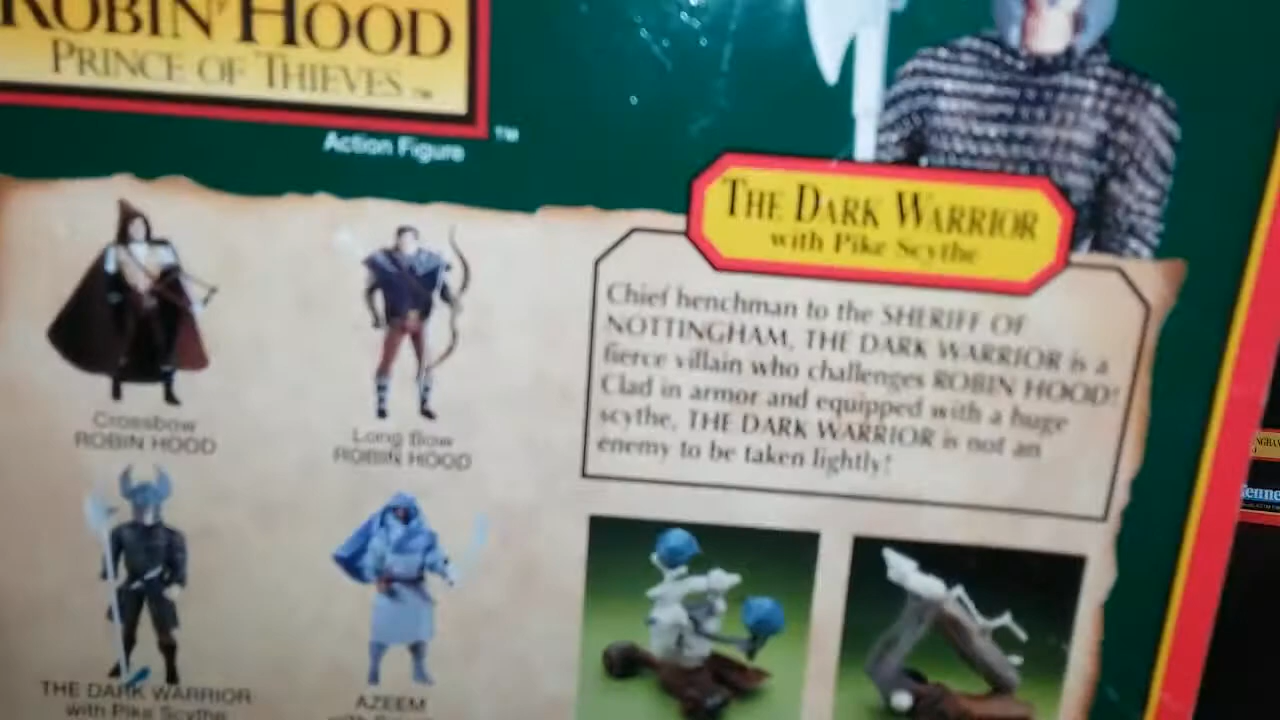 ROBIN HOOD
PRINCE OF THIEVES ™
™
Action Figure
THE DARK WARRIOR
with Pike Scythe
Chief henchman to the SHERIFF OF
NOTTINGHAM, THE DARK WARRIOR is a
fierce villain who challenges ROBIN HOOD!
Clad in armor and equipped with a huge
scythe, THE DARK WARRIOR is not an
enemy to be taken lightly!
Crossbow
ROBIN HOOD
Long Bow
ROBIN HOOD
THE DARK WARRIOR
with Pike Scythe
AZEEM